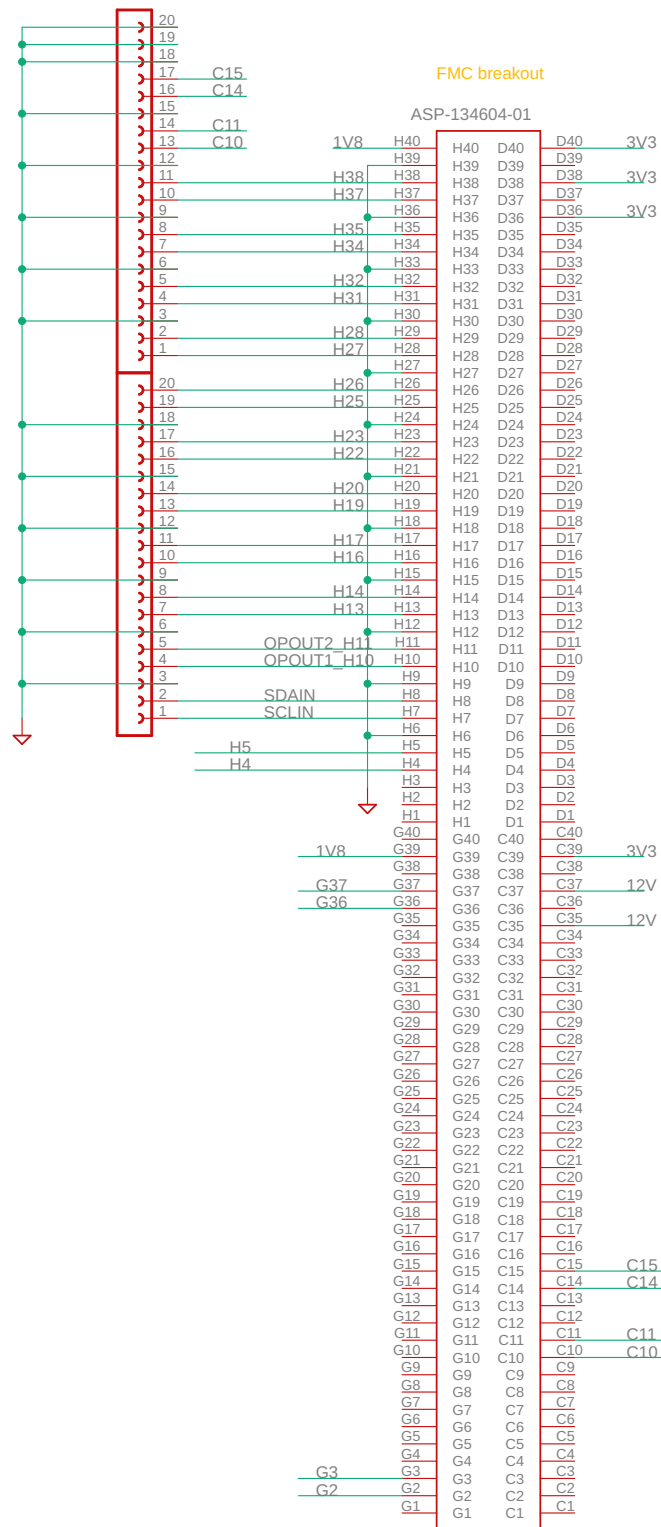 20
19
18
17 C15
FMC breakout
16 C14
15
ASP-134604-01
14 C11
13 C10 1V8 H40 H40 D40 D40 3V3
12 H39 H39 D39 D39
11 H38 H38 H38 D38 D38 3V3
10 H37 H37 H37 D37 D37
9 H36 H36 D36 D36 3V3
8 H35 H35 H35 D35 D35
7 H34 H34 H34 D34 D34
6 H33 H33 D33 D33
5 H32 H32 H32 D32 D32
4 H31 H31 H31 D31 D31
3 H30 H30 D30 D30
2 H28 H29 H29 D29 D29
1 H27 H28 H28 D28 D28
H27 H27 D27 D27
20 H26 H26 H26 D26 D26
19 H25 H25 H25 D25 D25
18 H24 H24 D24 D24
17 H23 H23 H23 D23 D23
16 H22 H22 H22 D22 D22
15 H21 H21 D21 D21
14 H20 H20 H20 D20 D20
13 H19 H19 H19 D19 D19
12 H18 H18 D18 D18
11 H17 H17 H17 D17 D17
10 H16 H16 H16 D16 D16
9 H15 H15 D15 D15
8 H14 H14 H14 D14 D14
7 H13 H13 H13 D13 D13
6 H12 H12 D12 D12
5 OPOUT2_H11 H11 H11 D11 D11
4 OPOUT1_H10 H10 H10 D10 D10
3 H9 H9 D9 D9
2 SDAIN H8 H8 D8 D8
1 SCLIN H7 H7 D7 D7
H6 H6 D6 D6
H5 H5 H5 D5 D5
H4 H4 H4 D4 D4
H3 H3 D3 D3
H2 H2 D2 D2
H1 H1 D1 D1
G40 G40 C40 C40
1V8 G39 G39 C39 C39 3V3
G38 G38 C38 C38
G37 G37 G37 C37 C37 12V
G36 G36 G36 C36 C36
G35 G35 C35 C35 12V
G34 G34 C34 C34
G33 G33 C33 C33
G32 G32 C32 C32
G31 G31 C31 C31
G30 G30 C30 C30
G29 G29 C29 C29
G28 G28 C28 C28
G27 G27 C27 C27
G26 G26 C26 C26
G25 G25 C25 C25
G24 G24 C24 C24
G23 G23 C23 C23
G22 G22 C22 C22
G21 G21 C21 C21
G20 G20 C20 C20
G19 G19 C19 C19
G18 G18 C18 C18
G17 G17 C17 C17
G16 G16 C16 C16
G15 G15 C15 C15 C15
G14 G14 C14 C14 C14
G13 G13 C13 C13
G12 G12 C12 C12
G11 G11 C11 C11 C11
G10 G10 C10 C10 C10
G9 G9 C9 C9
G8 G8 C8 C8
G7 G7 C7 C7
G6 G6 C6 C6
G5 G5 C5 C5
G4 G4 C4 C4
G3 G3 G3 C3 C3
G2 G2 G2 C2 C2
G1 G1 C1 C1